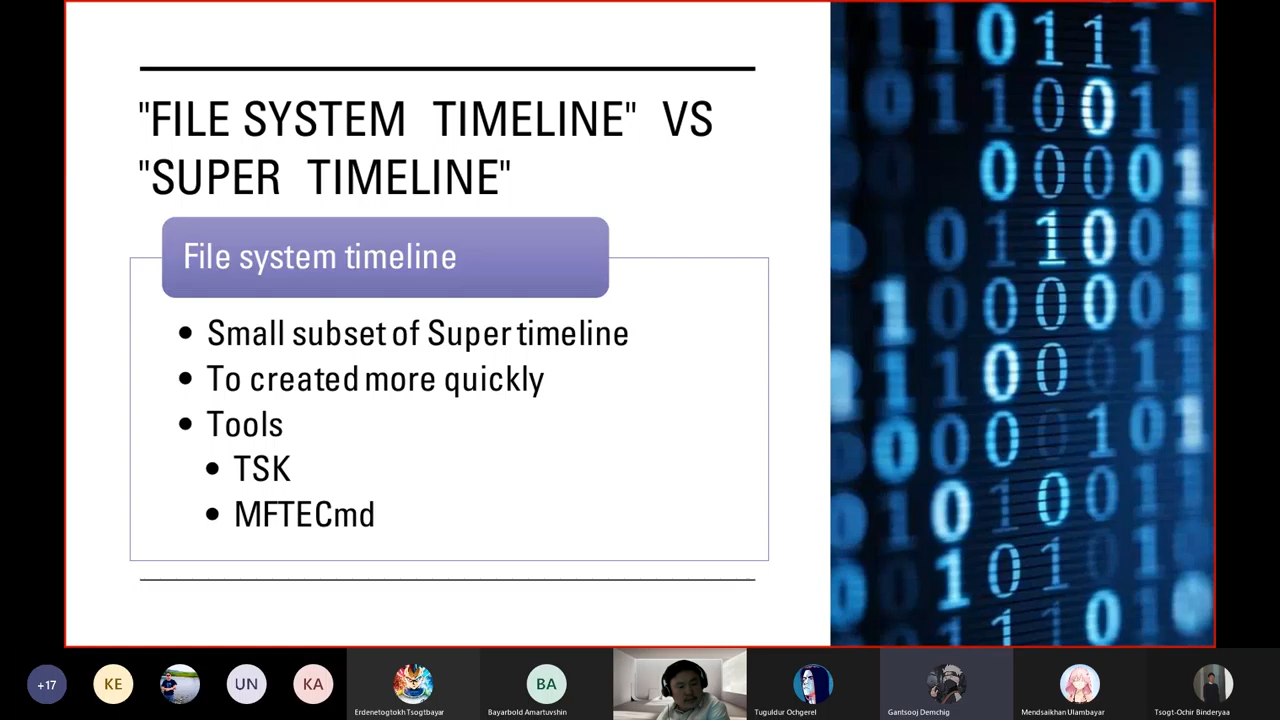 "FILE SYSTEM TIMELINE" VS
"SUPER TIMELINE"
File system timeline
• Small subset of Super timeline
• To created more quickly
• Tools
• TSK
• MFTECmd
+17
KE
UN
KA
BA
Erdenetogtokh Tsogtbayar
Bayarbold Amartuvshin
Tuguldur Ochgerel
Gantsooj Demchig
Mendsaikhan Ulambayar
Tsogt-Ochir Binderyaa